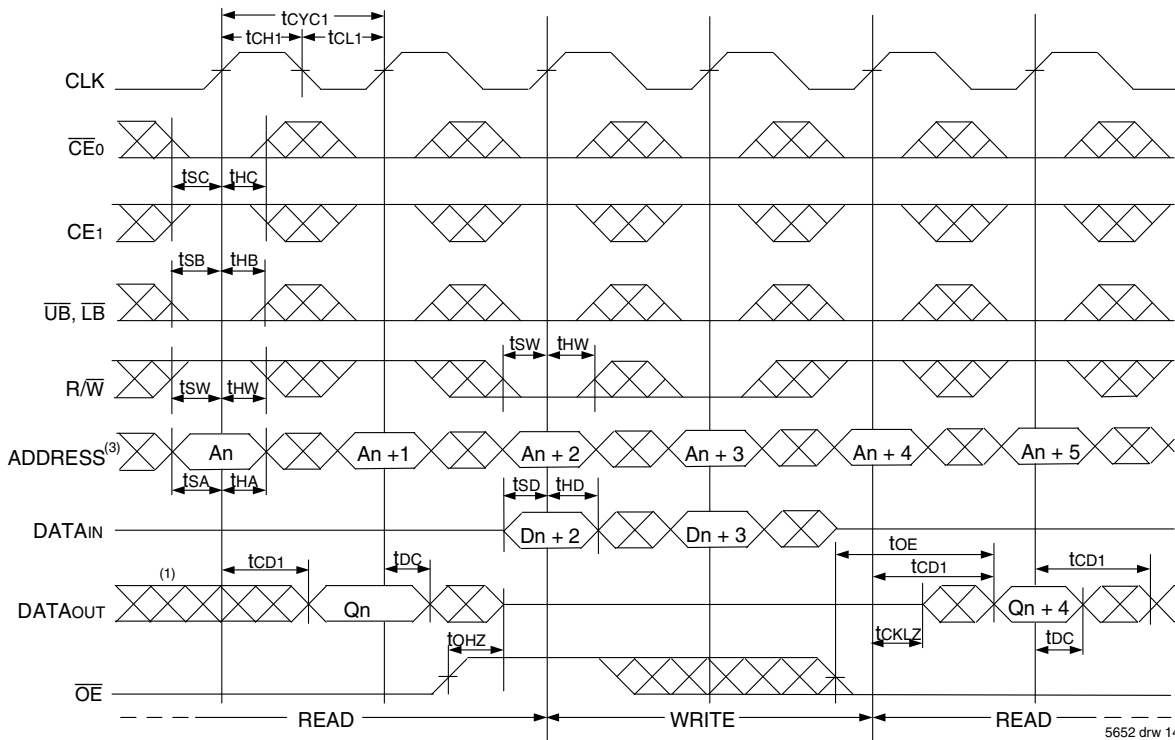 tCYC1
tCH1 tCL1
CLK
CE0
tSC tHC
CE1
tSB tHB
UB, LB
tSW tHW
R/W
tSW tHW
ADDRESS(3) An An +1 An + 2 An + 3 An + 4 An + 5
tSA tHA tSD tHD
DATAIN Dn + 2 Dn + 3
tOE
(1) tCD1 tDC tCD1 tCD1
DATAOUT Qn Qn + 4
tOHZ tCKLZ tDC
OE
READ WRITE READ
5652 drw 14